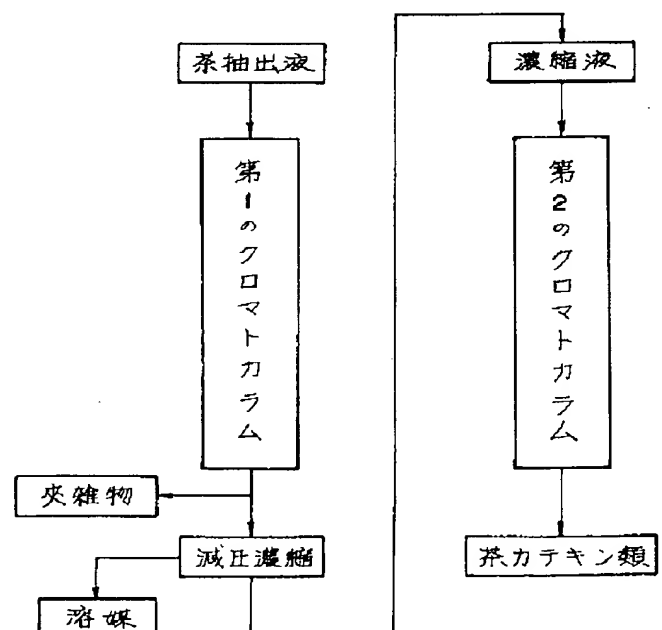 茶抽出液
第1のクロマトカラム
夾雑物
減圧濃縮
溶媒
濃縮液
第2のクロマトカラム
茶カテキン類